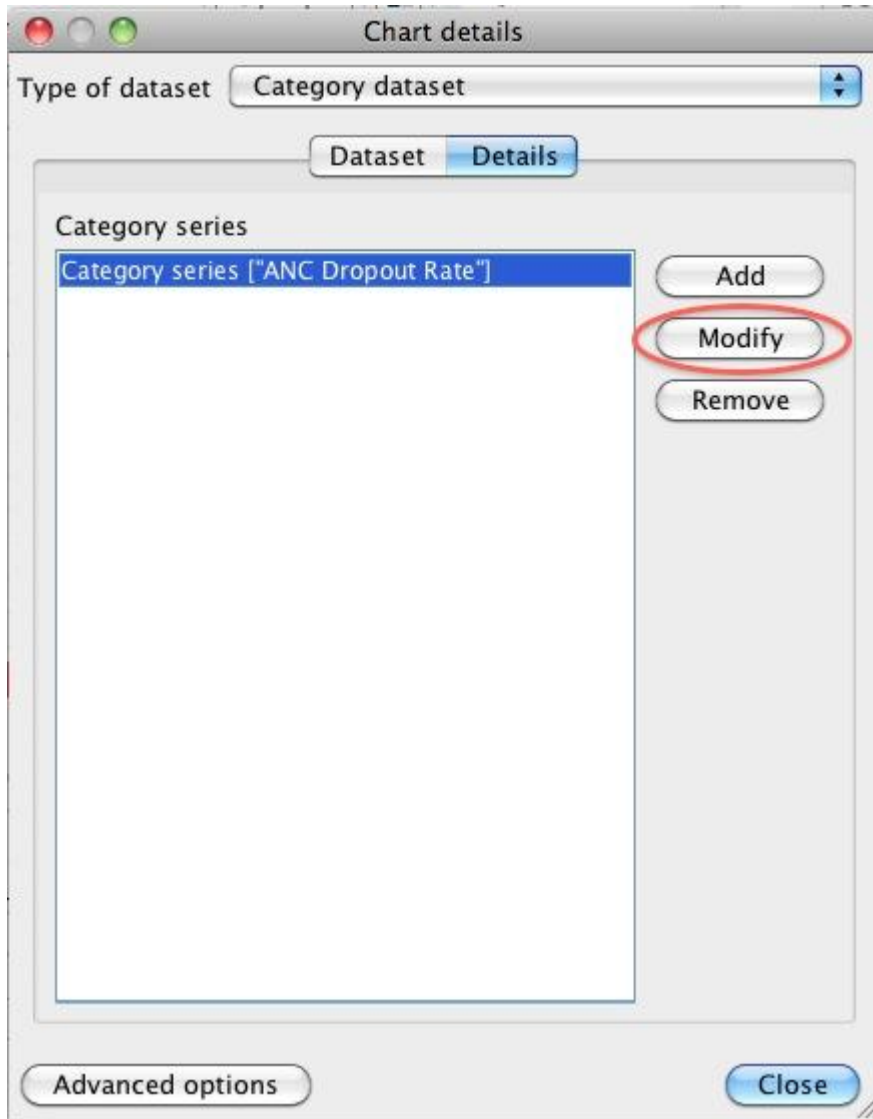 Chart details
Type of dataset Category dataset
Dataset Details
Category series
Category series ["ANC Dropout Rate"]
Add
Modify
Remove
Advanced options Close